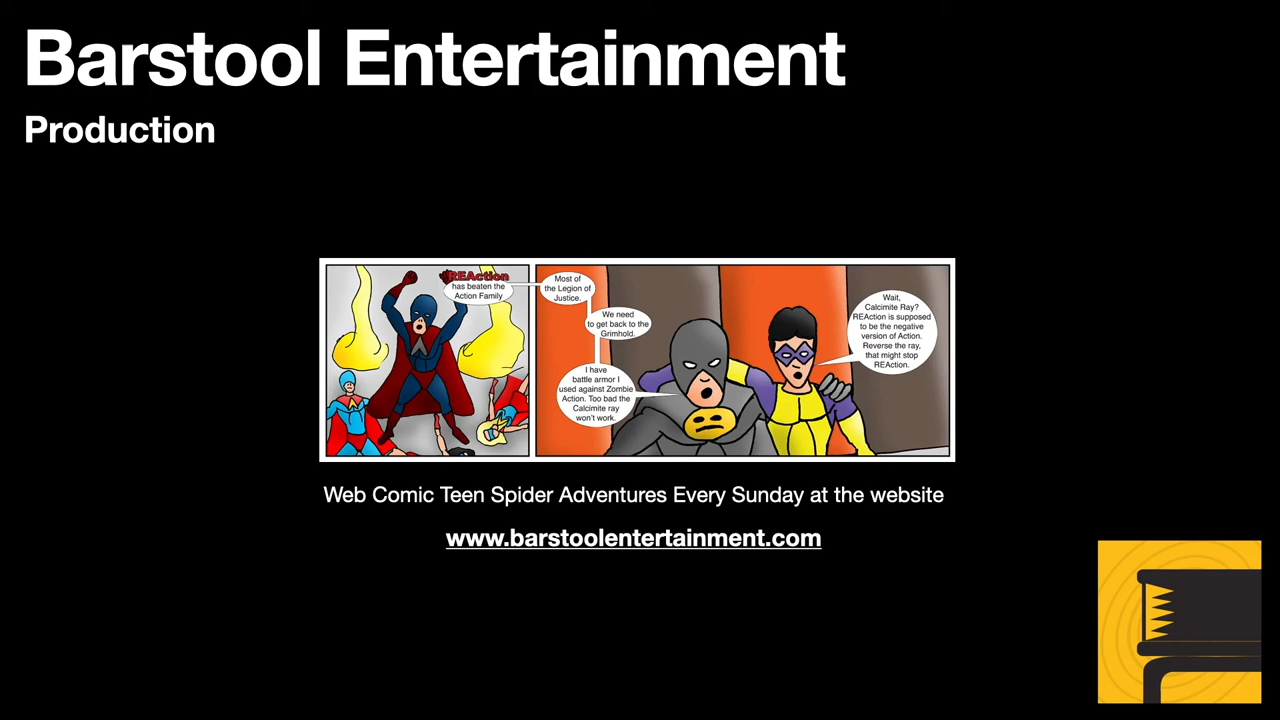 Barstool Entertainment
Production
REAction
has beaten the
Action Family
Most of
the Legion of
Justice.
We need
to get back to the
Grimhold.
I have
battle armor I
used against Zombie
Action. Too bad the
Calcimite ray
won't work.
Wait,
Calcimite Ray?
REAction is supposed
to be the negative
version of Action.
Reverse the ray,
that might stop
REAction.
Web Comic Teen Spider Adventures Every Sunday at the website
www.barstoolentertainment.com